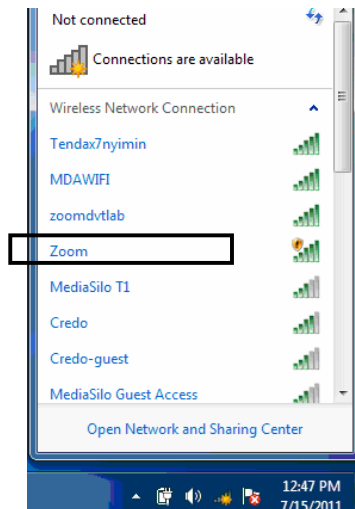 Not connected
Connections are available
Wireless Network Connection
Tendax7nyimin
MDAWIFI
zoomdvtlab
Zoom
MediaSilo T1
Credo
Credo-guest
MediaSilo Guest Access
Open Network and Sharing Center
12:47 PM
7/15/2011